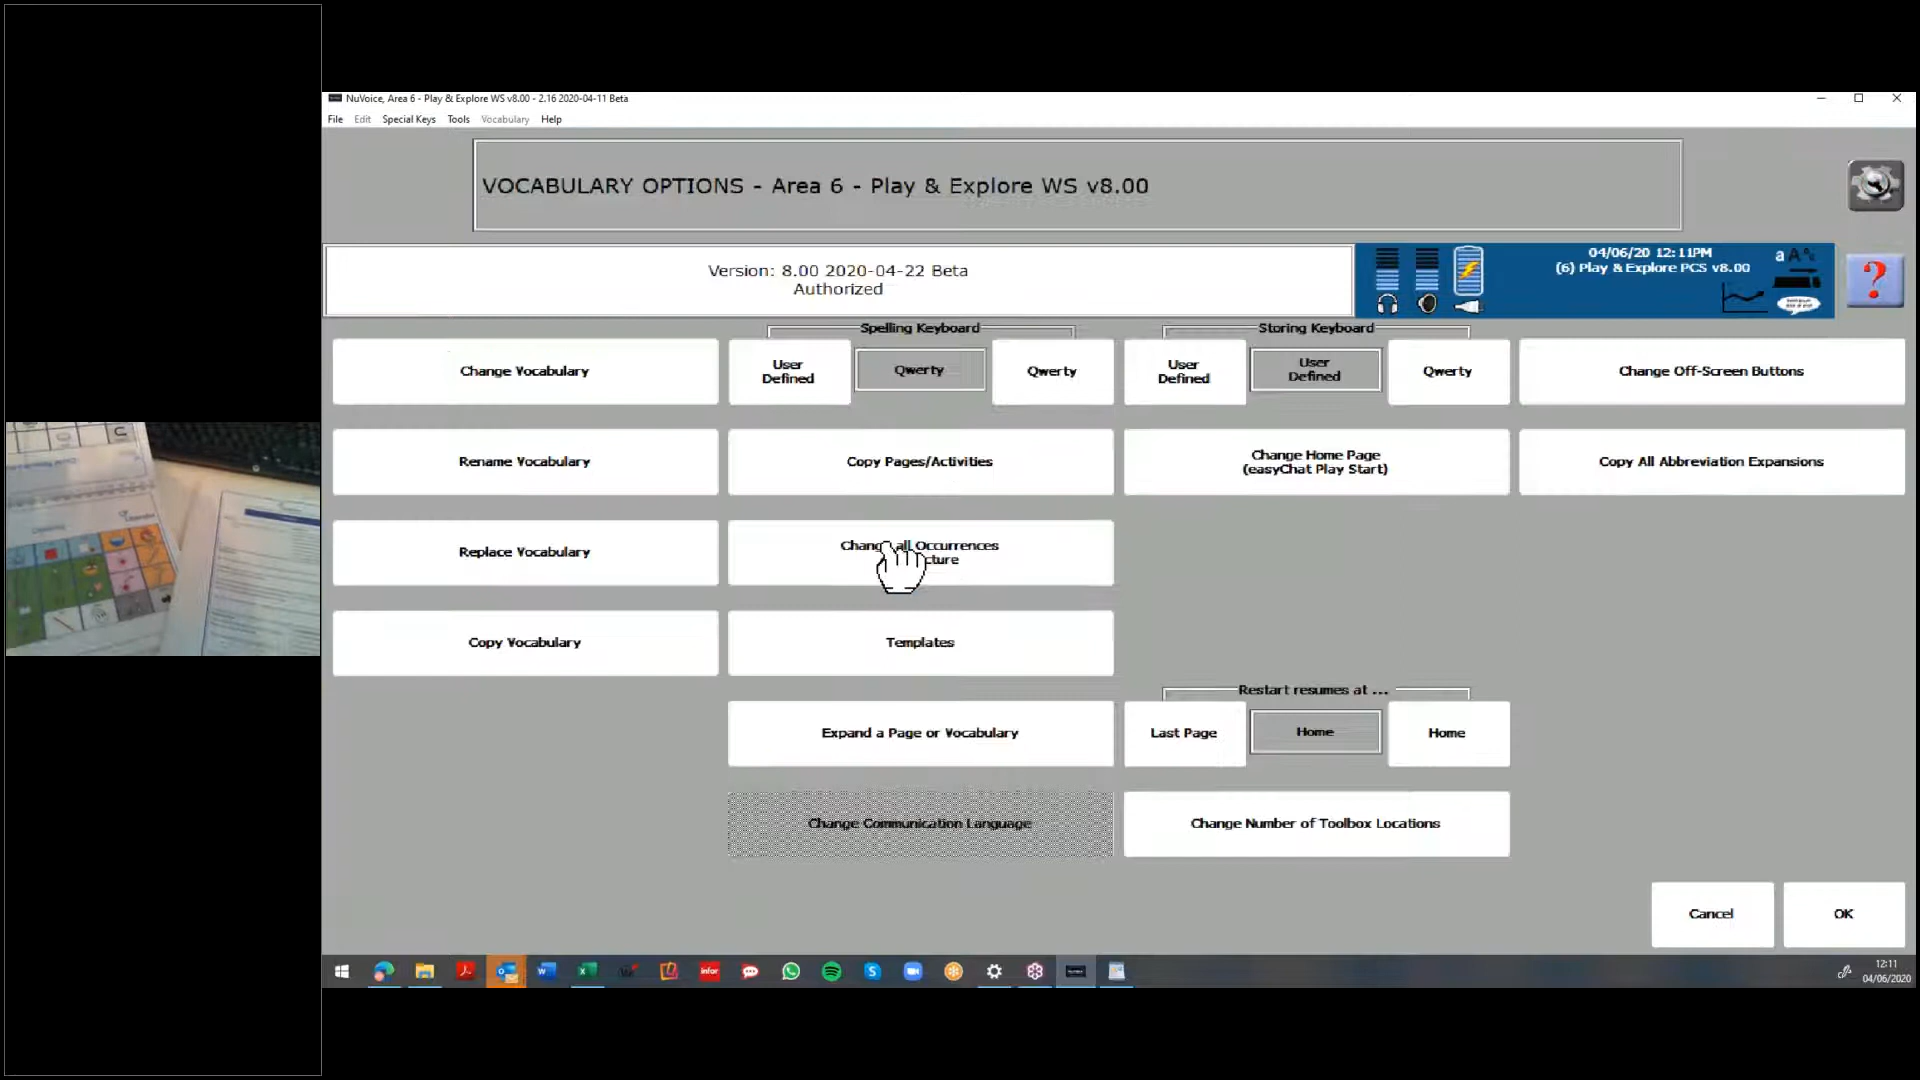 NuVoice, Area 6 - Play & Explore WS v8.00 - 2.16 2020-04-11 Beta
File Edit Special Keys Tools Vocabulary Help
VOCABULARY OPTIONS - Area 6 - Play & Explore WS v8.00
Version: 8.00 2020-04-22 Beta
Authorized
04/06/20 12:11PM
(6) Play & Explore PCS v8.00
Spelling Keyboard
Storing Keyboard
Change Vocabulary
User
Defined
Qwerty
Qwerty
User
Defined
User
Defined
Qwerty
Change Off-Screen Buttons
Rename Vocabulary
Copy Pages/Activities
Change Home Page
(easyChat Play Start)
Copy All Abbreviation Expansions
Replace Vocabulary
all Occurrences
Copy Vocabulary
Templates
Restart resumes at ...
Expand a Page or Vocabulary
Last Page
Home
Home
Change Communication Language
Change Number of Toolbox Locations
Cancel
OK
infor
12:11
04/06/2020